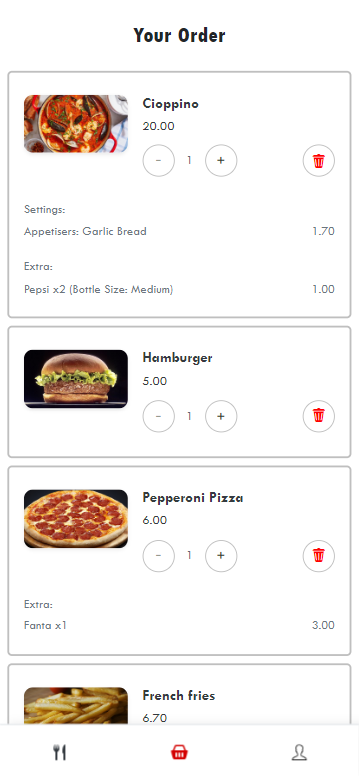 Your Order
Cioppino
20.00
- 1 +
Settings:
Appetisers: Garlic Bread 1.70
Extra:
Pepsi x2 (Bottle Size: Medium) 1.00
Hamburger
5.00
- 1 +
Pepperoni Pizza
6.00
- 1 +
Extra:
Fanta x1 3.00
French fries
6.70